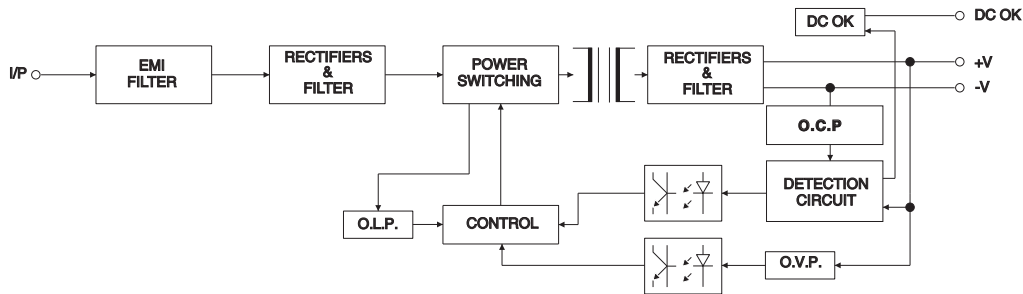 DC OK
DC OK
I/P
EMI
FILTER
RECTIFIERS
&
FILTER
POWER
SWITCHING
RECTIFIERS
&
FILTER
+V
-V
O.C.P
DETECTION
CIRCUIT
O.L.P.
CONTROL
O.V.P.